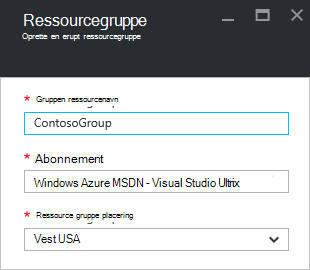 Ressourcegruppe
Oprette en erupt ressourcegruppe
* Gruppen ressourcenavn
ContosoGroup
* Abonnement
Windows Azure MSDN - Visual Studio Ultrix
* Ressource gruppe placering
Vest USA